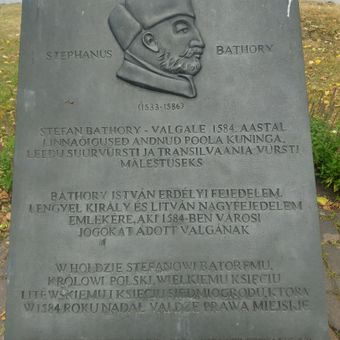 STEPHANUS BATHORY
(1533-1586)
STEFAN BATHORY - VALGALE 1584. AASTAL
LINNAÕIGUSED ANDNUD POOLA KUNINGA,
LEEDU SUURVÜRSTI JA TRANSILVAANIA VÜRSTI
MÄLESTUSEKS
BÁTHORY ISTVÁN ERDÉLYI FEJEDELEM,
LENGYEL KIRÁLY ÉS LITVÁN NAGYFEJEDELEM
EMLÉKÉRE, AKI 1584-BEN VÁROSI
JOGOKAT ADOTT VALGÁNAK
W HOŁDZIE STEFANOWI BATOREMU,
KRÓLOWI POLSKI, WIELKIEMU KSIĘCIU
LITEWSKIEMU I KSIĘCIU SIEDMIOGRODU, KTÓRY
W 1584 ROKU NADAŁ VALDZE PRAWA MIEJSKIE